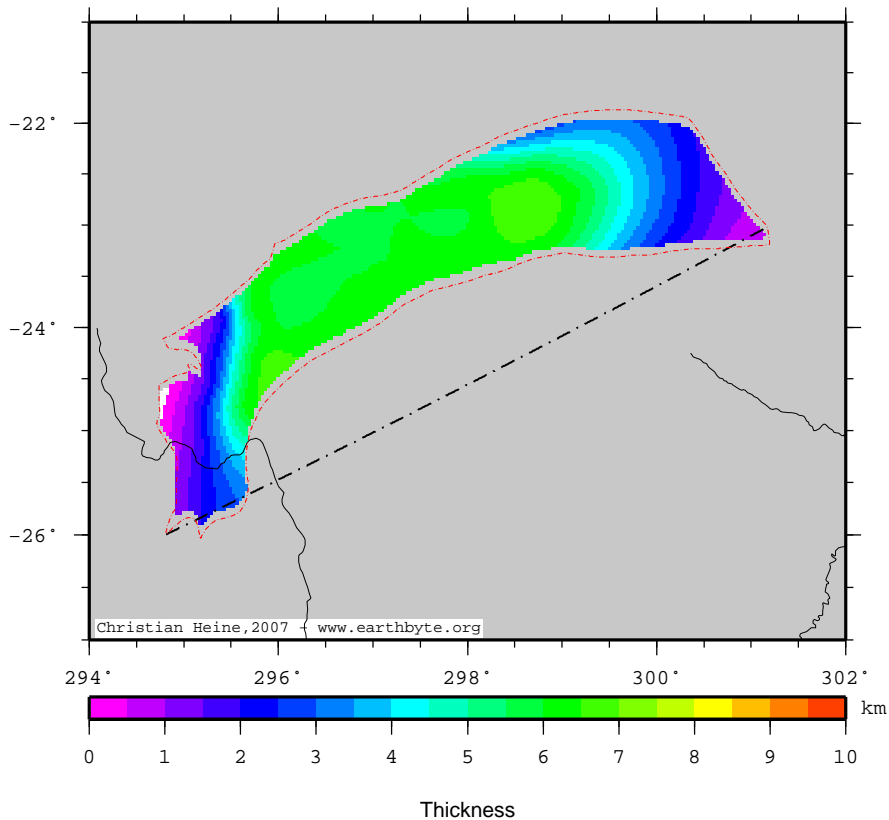 −22°
−24°
−26°
Christian Heine,2007 - www.earthbyte.org
294° 296° 298° 300° 302°
km
0 1 2 3 4 5 6 7 8 9 10
Thickness